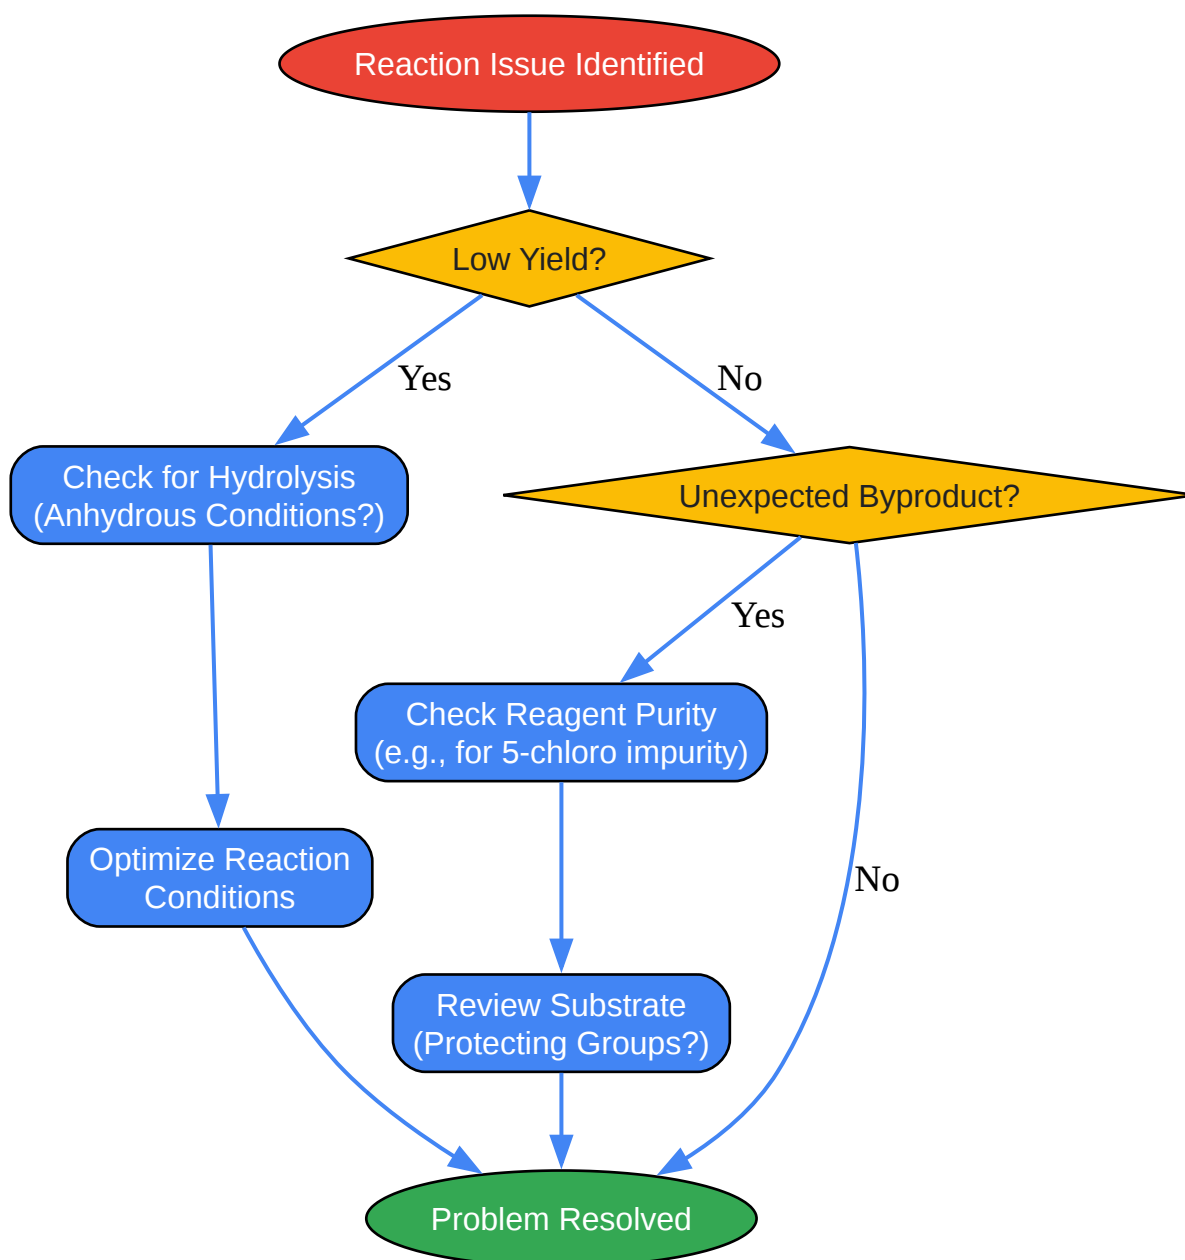 Reaction Issue Identified
Low Yield?
Yes
No
Check for Hydrolysis
(Anhydrous Conditions?)
Unexpected Byproduct?
Yes
Check Reagent Purity
(e.g., for 5-chloro impurity)
Optimize Reaction
Conditions
No
Review Substrate
(Protecting Groups?)
Problem Resolved